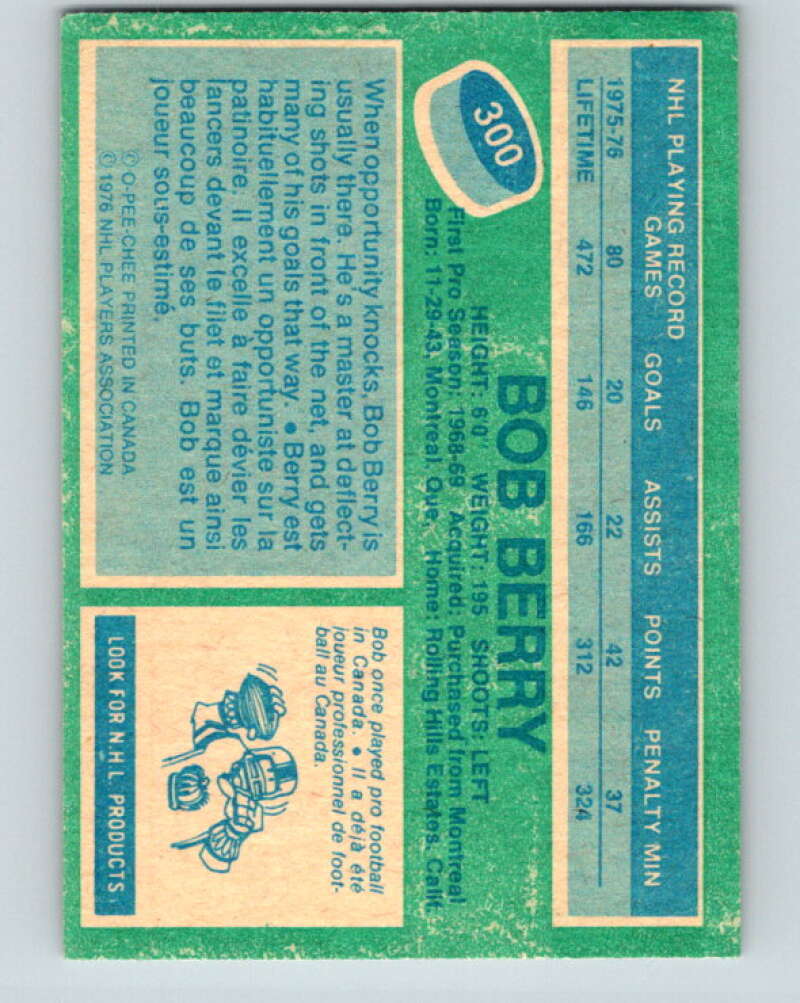 NHL PLAYING RECORD
GAMES GOALS ASSISTS POINTS PENALTY MIN
1975-76 80 20 22 42 37
LIFETIME 472 146 166 312 324
300
BOB BERRY
HEIGHT: 6'0" WEIGHT: 195 SHOOTS: LEFT
First Pro Season: 1968-69 Acquired: Purchased from Montreal
Born: 11-29-43, Montreal, Que. Home: Rolling Hills Estates, Calif.
When opportunity knocks, Bob Berry is
usually there. He's a master at deflect-
ing shots in front of the net, and gets
many of his goals that way. • Berry est
habituellement un opportuniste sur la
patinoire. Il excelle à faire dévier les
lancers devant le filet et marque ainsi
beaucoup de ses buts. Bob est un
joueur sous-estimé.
© O-PEE-CHEE PRINTED IN CANADA
© 1976 NHL PLAYERS ASSOCIATION
Bob once played pro football
in Canada. • Il a déjà été
joueur professionnel de foot-
ball au Canada.
LOOK FOR N.H.L. PRODUCTS